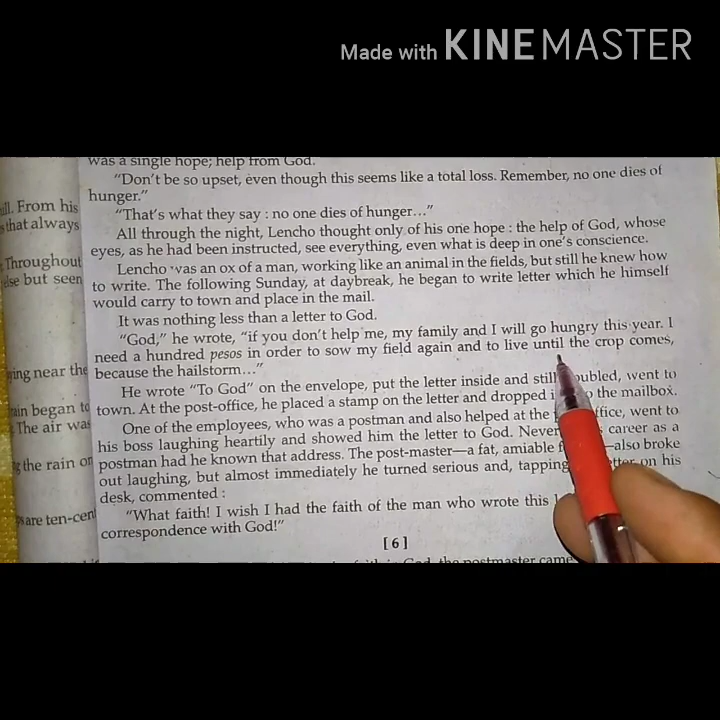 Made with KINEMASTER
was a single hope; help from God.
"Don't be so upset, even though this seems like a total loss. Remember, no one dies of
hunger."
"That's what they say : no one dies of hunger..."
All through the night, Lencho thought only of his one hope : the help of God, whose
eyes, as he had been instructed, see everything, even what is deep in one's conscience.
Lencho was an ox of a man, working like an animal in the fields, but still he knew how
to write. The following Sunday, at daybreak, he began to write letter which he himself
would carry to town and place in the mail.
It was nothing less than a letter to God.
"God," he wrote, "if you don't help me, my family and I will go hungry this year. I
need a hundred pesos in order to sow my field again and to live until the crop comes,
because the hailstorm..."
He wrote "To God" on the envelope, put the letter inside and still went to
town. At the post-office, he placed a stamp on the letter and dropped the mailbox.
One of the employees, who was a postman and also helped at the went to
his boss laughing heartily and showed him the letter to God. Never career as a
postman had he known that address. The post-master—a fat, amiable —also broke
out laughing, but almost immediately he turned serious and, tapping on his
desk, commented :
"What faith! I wish I had the faith of the man who wrote this
correspondence with God!"
[ 6 ]
the postmaster came
From his
s that always
Throughout
else but seen
near the
began to
The air was
the rain on
are ten-cent